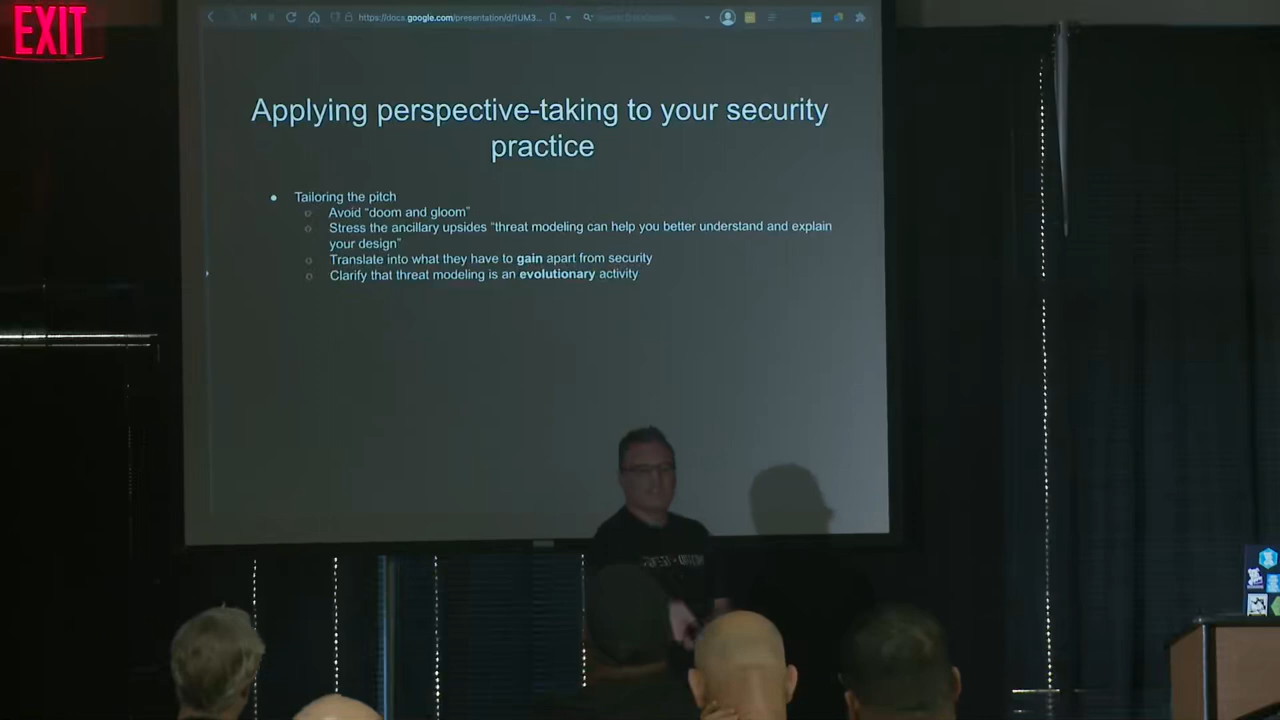 EXIT
https://docs.google.com/presentation/d/1UM3...
Applying perspective-taking to your security
practice
Tailoring the pitch
Avoid “doom and gloom”
Stress the ancillary upsides “threat modeling can help you better understand and explain
your design”
Translate into what they have to gain apart from security
Clarify that threat modeling is an evolutionary activity